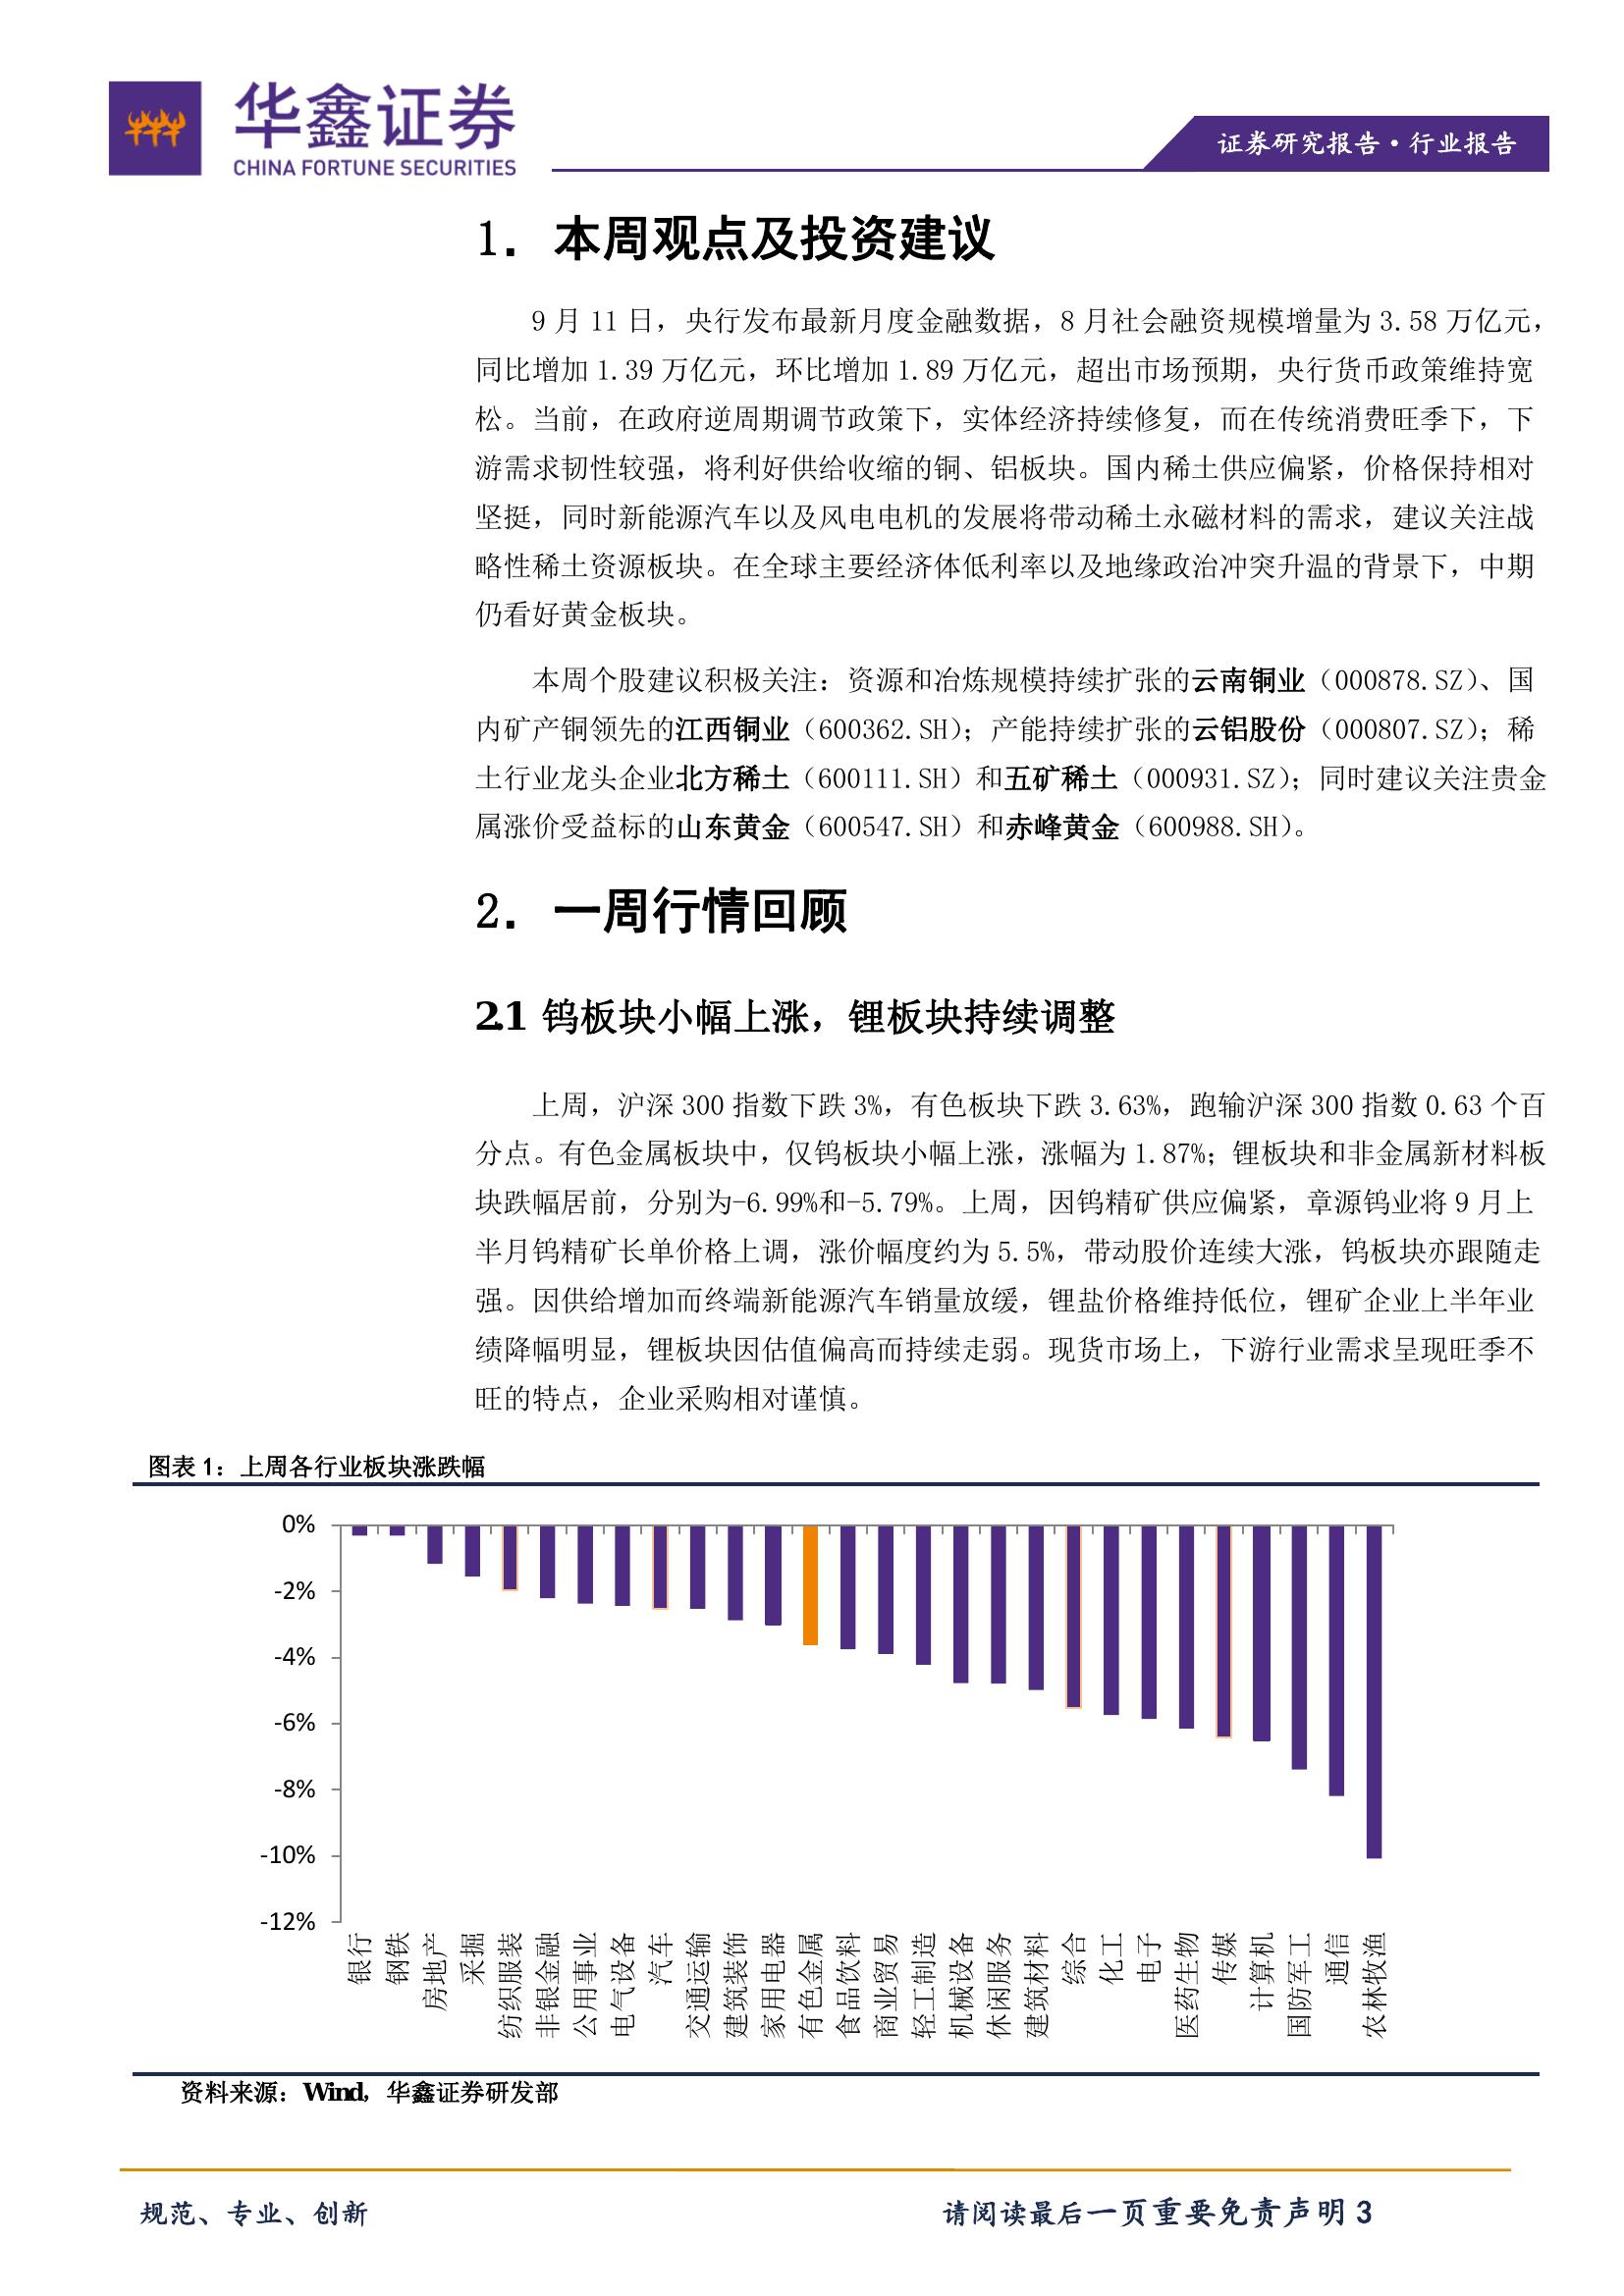 华鑫证券
CHINA FORTUNE SECURITIES
证券研究报告·行业报告
1. 本周观点及投资建议
9 月 11 日，央行发布最新月度金融数据，8 月社会融资规模增量为 3.58 万亿元，
同比增加 1.39 万亿元，环比增加 1.89 万亿元，超出市场预期，央行货币政策维持宽
松。当前，在政府逆周期调节政策下，实体经济持续修复，而在传统消费旺季下，下
游需求韧性较强，将利好供给收缩的铜、铝板块。国内稀土供应偏紧，价格保持相对
坚挺，同时新能源汽车以及风电电机的发展将带动稀土永磁材料的需求，建议关注战
略性稀土资源板块。在全球主要经济体低利率以及地缘政治冲突升温的背景下，中期
仍看好黄金板块。
本周个股建议积极关注：资源和冶炼规模持续扩张的云南铜业（000878.SZ）、国
内矿产铜领先的江西铜业（600362.SH）；产能持续扩张的云铝股份（000807.SZ）；稀
土行业龙头企业北方稀土（600111.SH）和五矿稀土（000931.SZ）；同时建议关注贵金
属涨价受益标的山东黄金（600547.SH）和赤峰黄金（600988.SH）。
2. 一周行情回顾
2.1 钨板块小幅上涨，锂板块持续调整
上周，沪深 300 指数下跌 3%，有色板块下跌 3.63%，跑输沪深 300 指数 0.63 个百
分点。有色金属板块中，仅钨板块小幅上涨，涨幅为 1.87%；锂板块和非金属新材料板
块跌幅居前，分别为-6.99%和-5.79%。上周，因钨精矿供应偏紧，章源钨业将 9 月上
半月钨精矿长单价格上调，涨价幅度约为 5.5%，带动股价连续大涨，钨板块亦跟随走
强。因供给增加而终端新能源汽车销量放缓，锂盐价格维持低位，锂矿企业上半年业
绩降幅明显，锂板块因估值偏高而持续走弱。现货市场上，下游行业需求呈现旺季不
旺的特点，企业采购相对谨慎。
图表 1：上周各行业板块涨跌幅
0%
-2%
-4%
-6%
-8%
-10%
-12%
银行
钢铁
房地产
采掘
纺织服装
非银金融
公用事业
电气设备
汽车
交通运输
建筑装饰
家用电器
有色金属
食品饮料
商业贸易
轻工制造
机械设备
休闲服务
建筑材料
综合
化工
电子
医药生物
传媒
计算机
国防军工
通信
农林牧渔
资料来源：Wind，华鑫证券研发部
规范、专业、创新
请阅读最后一页重要免责声明 3